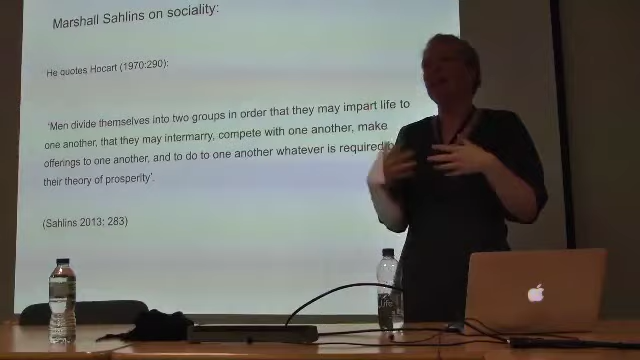 Marshall Sahlins on sociality:
He quotes Hocart (1970:290):
'Men divide themselves into two groups in order that they may impart life to
one another, that they may intermarry, compete with one another, make
offerings to one another, and to do to one another whatever is required
their theory of prosperity'.
(Sahlins 2013: 283)
life